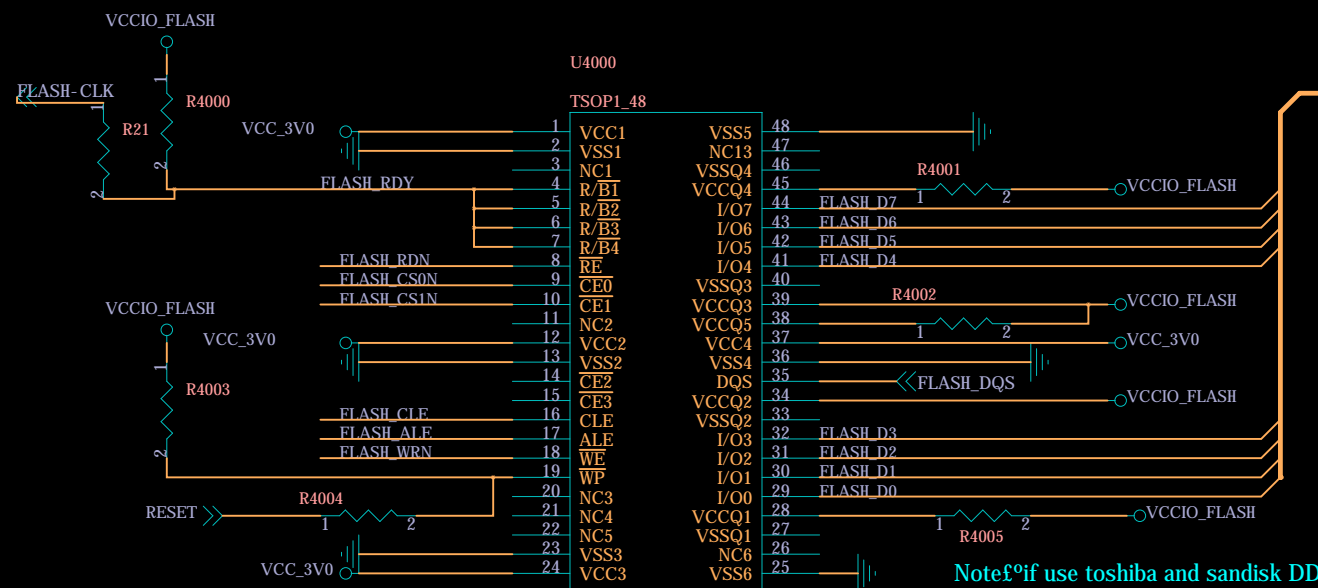 VCCIO_FLASH
FLASH-CLK
1
1
R4000
R21
2
2
FLASH_RDY
VCC_3V0
U4000
TSOP1_48
1 VCC1
2 VSS1
3 NC1
4 R/B1
5 R/B2
6 R/B3
7 R/B4
FLASH_RDN 8 RE
FLASH_CS0N 9 CE0
FLASH_CS1N 10 CE1
11 NC2
VCC_3V0 12 VCC2
13 VSS2
14 CE2
15 CE3
FLASH_CLE 16 CLE
FLASH_ALE 17 ALE
FLASH_WRN 18 WE
19 WP
20 NC3
21 NC4
22 NC5
23 VSS3
VCC_3V0 24 VCC3
VCCIO_FLASH
1
R4003
2
R4004
RESET 1 2
VSS5 48
NC13 47
VSSQ4 46
R4001
VCCQ4 45 1 2 VCCIO_FLASH
I/O7 44 FLASH_D7
I/O6 43 FLASH_D6
I/O5 42 FLASH_D5
I/O4 41 FLASH_D4
VSSQ3 40
R4002
VCCQ3 39 VCCIO_FLASH
VCCQ5 38 1 2
VCC4 37 VCC_3V0
VSS4 36
DQS 35 FLASH_DQS
VCCQ2 34 VCCIO_FLASH
VSSQ2 33
I/O3 32 FLASH_D3
I/O2 31 FLASH_D2
I/O1 30 FLASH_D1
I/O0 29 FLASH_D0
VCCQ1 28 1 2 VCCIO_FLASH
R4005
VSSQ1 27
NC6 26
VSS6 25
Note£ºif use toshiba and sandisk DD